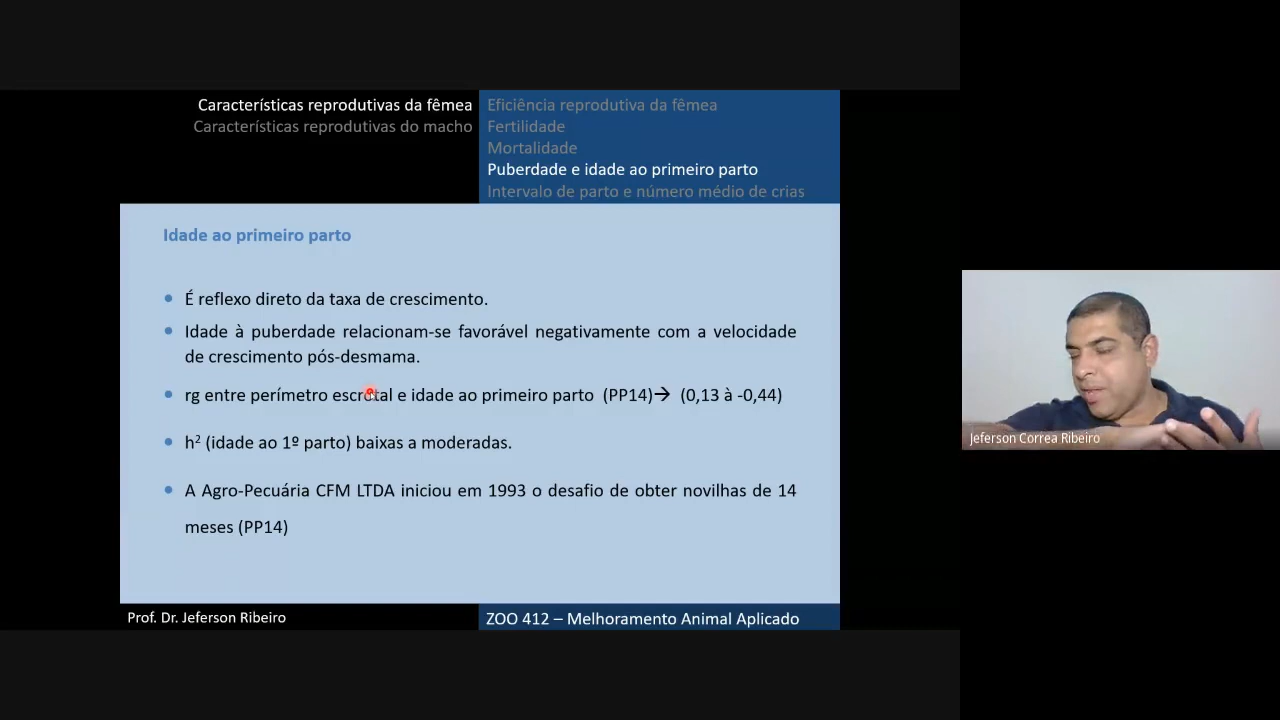 Características reprodutivas da fêmea
Características reprodutivas do macho
Eficiência reprodutiva da fêmea
Fertilidade
Mortalidade
Puberdade e idade ao primeiro parto
Intervalo de parto e número médio de crias
Idade ao primeiro parto
É reflexo direto da taxa de crescimento.
Idade à puberdade relacionam-se favorável negativamente com a velocidade
de crescimento pós-desmama.
rg entre perímetro escrotal e idade ao primeiro parto (PP14)→ (0,13 à -0,44)
h² (idade ao 1º parto) baixas a moderadas.
A Agro-Pecuária CFM LTDA iniciou em 1993 o desafio de obter novilhas de 14
meses (PP14)
Prof. Dr. Jeferson Ribeiro
ZOO 412 – Melhoramento Animal Aplicado
Jeferson Correa Ribeiro